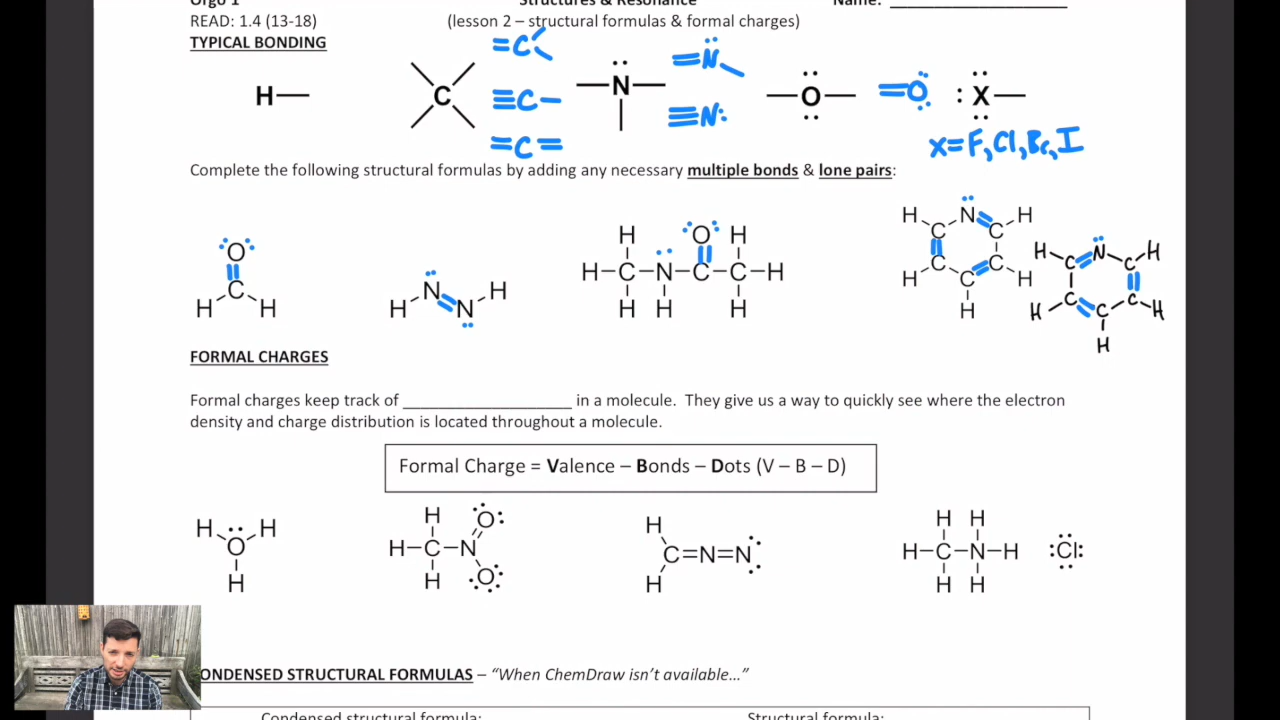 Orgo 1 Structures & Resonance Name: ____________________
READ: 1.4 (13-18) (lesson 2 – structural formulas & formal charges)
TYPICAL BONDING
H— C =C ≡C– =C= —N— =N– ≡N: —O— =O :X—
X=F,Cl,Br,I
Complete the following structural formulas by adding any necessary multiple bonds & lone pairs:
O
C
H H
H–N=N–H
H O H
H–C–N–C–C–H
H H H
H N H
C C
C C
H C H
H
H N H
C C
C C
H C H
H
FORMAL CHARGES
Formal charges keep track of ____________________ in a molecule. They give us a way to quickly see where the electron
density and charge distribution is located throughout a molecule.
Formal Charge = Valence – Bonds – Dots (V – B – D)
H H
O
H
H O:
H–C–N
H O:
H
C=N=N
H
H H
H–C–N–H :Cl:
H H
CONDENSED STRUCTURAL FORMULAS – “When ChemDraw isn’t available…”
Condensed structural formula: Structural formula: